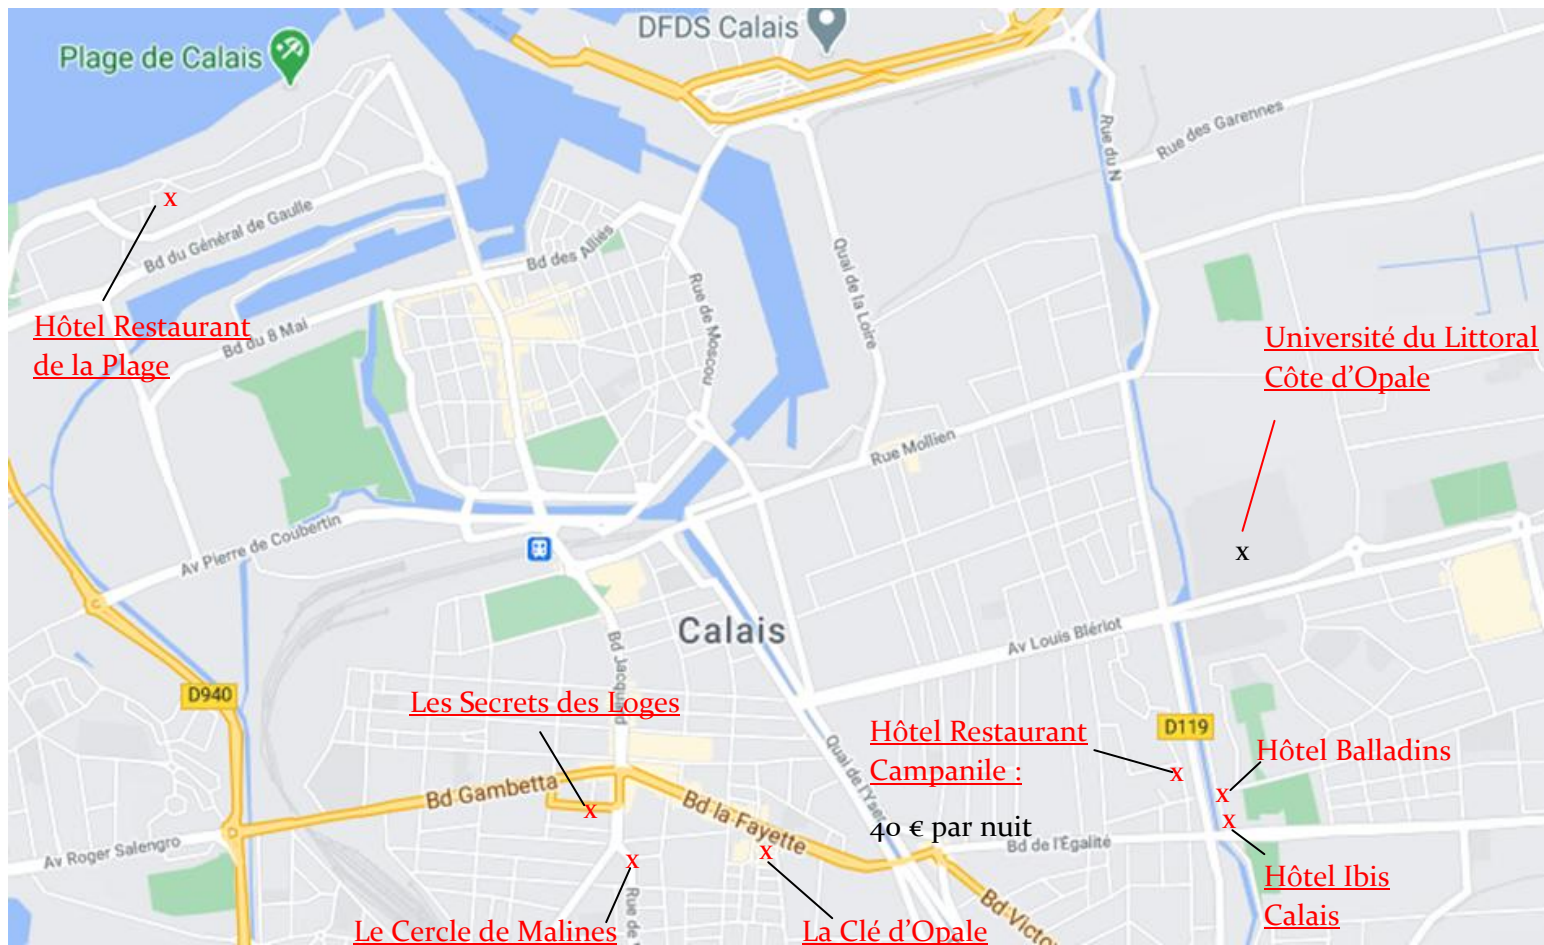 DFDS Calais
Plage de Calais
Rue du N
Rue des Garennes
Bd du Général de Gaulle
Bd des Alliés
Quai de la Loire
Rue de Moscou
x
Hôtel Restaurant
de la Plage
Bd du 8 Mai
Université du Littoral
Côte d'Opale
Rue Mollien
Av Pierre de Coubertin
x
Calais
Av Louis Blériot
Bd Jacquard
D940
Les Secrets des Loges
D119
Hôtel Restaurant
Campanile :
40 € par nuit
x
Hôtel Balladins
x
x
Quai de l'Yser
Bd Gambetta
x
Bd la Fayette
Bd de l'Égalité
Av Roger Salengro
x
x
Hôtel Ibis
Calais
Rue de
Bd Victo
Le Cercle de Malines
La Clé d'Opale